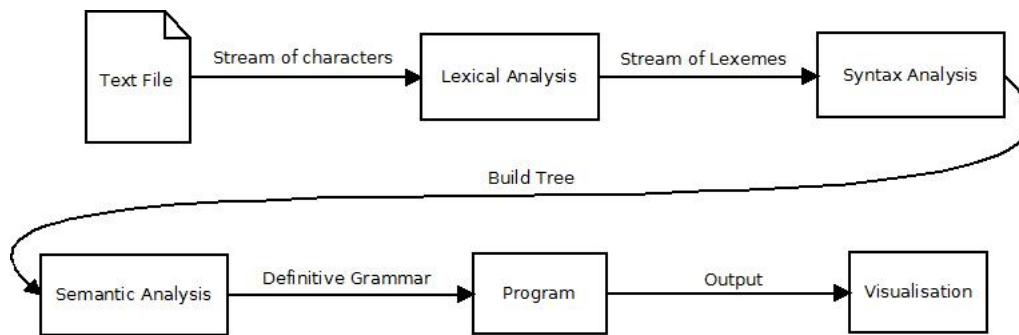 Text File
Stream of characters
Lexical Analysis
Stream of Lexemes
Syntax Analysis
Build Tree
Semantic Analysis
Definitive Grammar
Program
Output
Visualisation